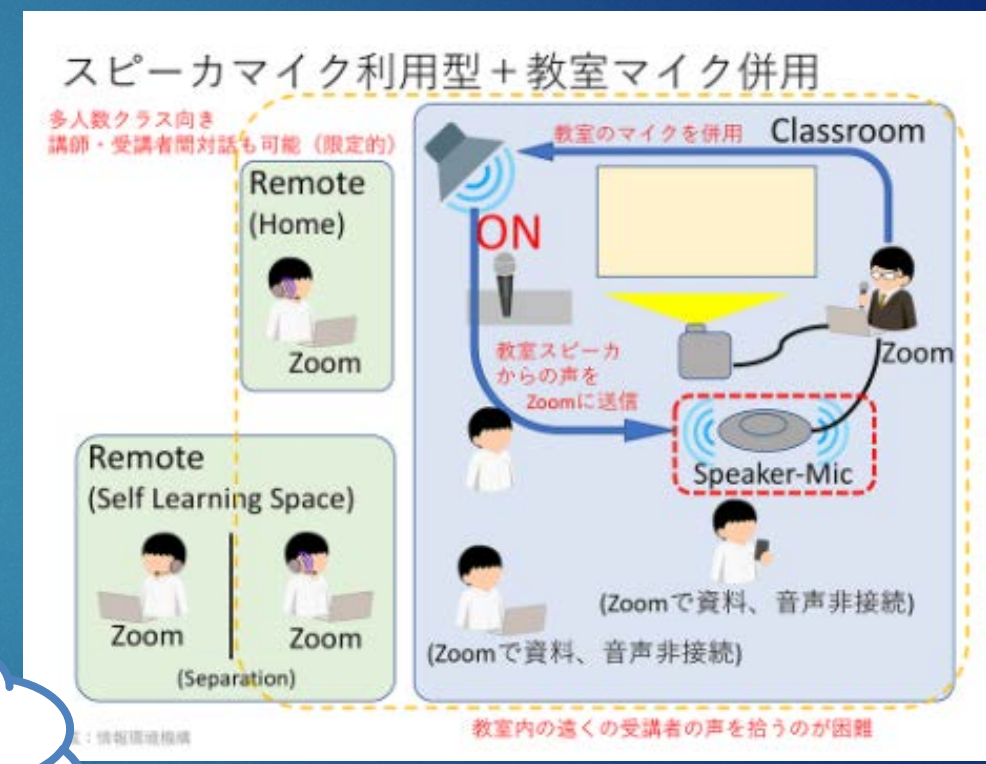 スピーカマイク利用型＋教室マイク併用
多人数クラス向き
講師・受講者間対話も可能（限定的）
教室のマイクを併用
Classroom
Remote
(Home)
Zoom
ON
Zoom
教室スピーカ
からの声を
Zoomに送信
Speaker-Mic
Remote
(Self Learning Space)
Zoom
Zoom
(Separation)
(Zoomで資料、音声非接続)
(Zoomで資料、音声非接続)
教室内の遠くの受講者の声を拾うのが困難
：情報環境機構